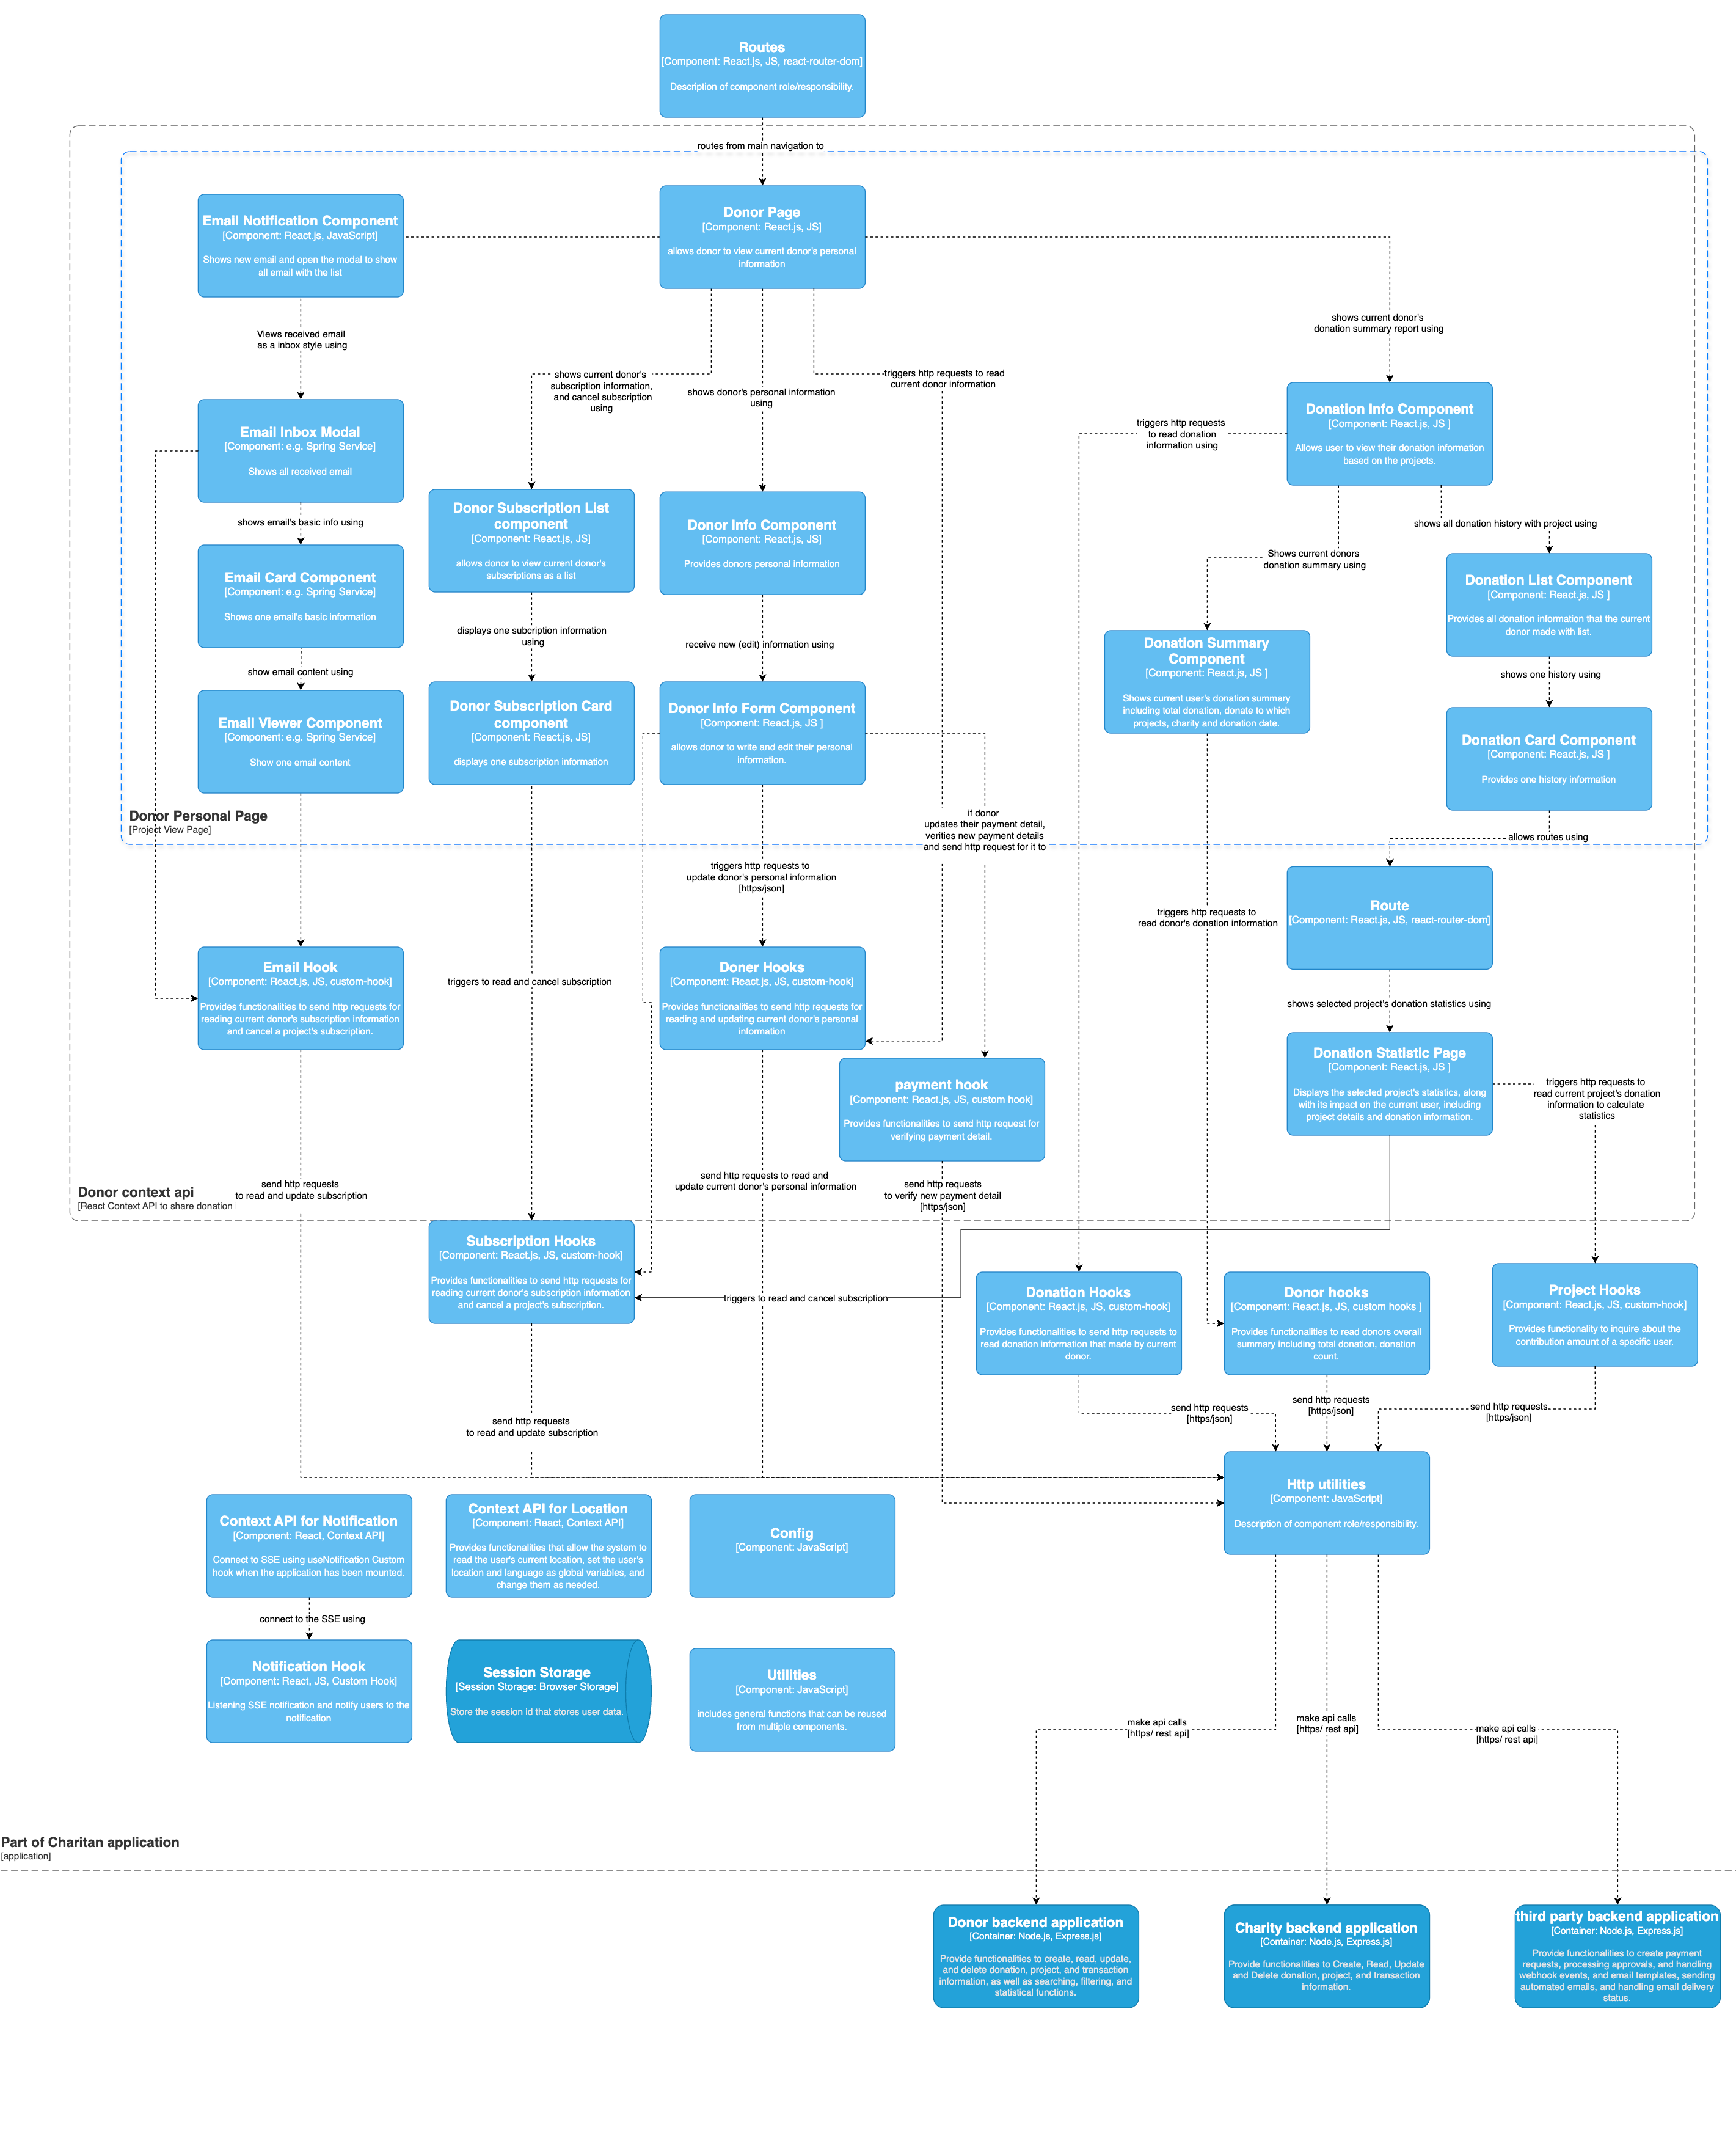 Routes
[Component: React.js, JS, react-router-dom]
Description of component role/responsibility.
routes from main navigation to
Email Notification Component
[Component: React.js, JavaScript]
Shows new email and open the modal to show
all email with the list
Donor Page
[Component: React.js, JS]
allows donor to view current donor's personal
information
Views received email
as a inbox style using
shows current donor's
subscription information,
and cancel subscription
using
shows donor's personal information
using
triggers http requests to read
current donor information
shows current donor's
donation summary report using
Email Inbox Modal
[Component: e.g. Spring Service]
Shows all received email
triggers http requests
to read donation
information using
Donation Info Component
[Component: React.js, JS ]
Allows user to view their donation information
based on the projects.
shows email's basic info using
Donor Subscription List
component
[Component: React.js, JS]
allows donor to view current donor's
subscriptions as a list
Donor Info Component
[Component: React.js, JS]
Provides donors personal information
Shows current donors
donation summary using
shows all donation history with project using
Email Card Component
[Component: e.g. Spring Service]
Shows one email's basic information
Donation List Component
[Component: React.js, JS ]
Provides all donation information that the current
donor made with list.
displays one subcription information
using
receive new (edit) information using
Donation Summary
Component
[Component: React.js, JS ]
Shows current user's donation summary
including total donation, donate to which
projects, charity and donation date.
shows one history using
show email content using
Email Viewer Component
[Component: e.g. Spring Service]
Show one email content
Donor Subscription Card
component
[Component: React.js, JS]
displays one subscription information
Donor Info Form Component
[Component: React.js, JS ]
allows donor to write and edit their personal
information.
Donation Card Component
[Component: React.js, JS ]
Provides one history information
Donor Personal Page
[Project View Page]
if donor
updates their payment detail,
verities new payment details
and send http request for it to
allows routes using
triggers http requests to
update donor's personal information
[https/json]
triggers http requests to
read donor's donation information
Route
[Component: React.js, JS, react-router-dom]
Email Hook
[Component: React.js, JS, custom-hook]
Provides functionalities to send http requests for
reading current donor's subscription information
and cancel a project's subscription.
triggers to read and cancel subscription
Doner Hooks
[Component: React.js, JS, custom-hook]
Provides functionalities to send http requests for
reading and updating current donor's personal
information
shows selected project's donation statistics using
payment hook
[Component: React.js, JS, custom hook]
Provides functionalities to send http request for
verifying payment detail.
Donation Statistic Page
[Component: React.js, JS ]
Displays the selected project's statistics, along
with its impact on the current user, including
project details and donation information.
triggers http requests to
read current project's donation
information to calculate
statistics
Donor context api
[React Context API to share donation
send http requests
to read and update subscription
send http requests to read and
update current donor's personal information
send http requests
to verify new payment detail
[https/json]
Subscription Hooks
[Component: React.js, JS, custom-hook]
Provides functionalities to send http requests for
reading current donor's subscription information
and cancel a project's subscription.
triggers to read and cancel subscription
Donation Hooks
[Component: React.js, JS, custom-hook]
Provides functionalities to send http requests to
read donation information that made by current
donor.
Donor hooks
[Component: React.js, JS, custom hooks ]
Provides functionalities to read donors overall
summary including total donation, donation
count.
Project Hooks
[Component: React.js, JS, custom-hook]
Provides functionality to inquire about the
contribution amount of a specific user.
send http requests
[https/json]
send http requests
[https/json]
send http requests
[https/json]
send http requests
to read and update subscription
Http utilities
[Component: JavaScript]
Description of component role/responsibility.
Context API for Notification
[Component: React, Context API]
Connect to SSE using useNotification Custom
hook when the application has been mounted.
Context API for Location
[Component: React, Context API]
Provides functionalities that allow the system to
read the user's current location, set the user's
location and language as global variables, and
change them as needed.
Config
[Component: JavaScript]
connect to the SSE using
Notification Hook
[Component: React, JS, Custom Hook]
Listening SSE notification and notify users to the
notification
Session Storage
[Session Storage: Browser Storage]
Store the session id that stores user data.
Utilities
[Component: JavaScript]
includes general functions that can be reused
from multiple components.
make api calls
[https/ rest api]
make api calls
[https/ rest api]
make api calls
[https/ rest api]
Part of Charitan application
[application]
Donor backend application
[Container: Node.js, Express.js]
Provide functionalities to create, read, update,
and delete donation, project, and transaction
information, as well as searching, filtering, and
statistical functions.
Charity backend application
[Container: Node.js, Express.js]
Provide functionalities to Create, Read, Update
and Delete donation, project, and transaction
information.
third party backend application
[Container: Node.js, Express.js]
Provide functionalities to create payment
requests, processing approvals, and handling
webhook events, and email templates, sending
automated emails, and handling email delivery
status.